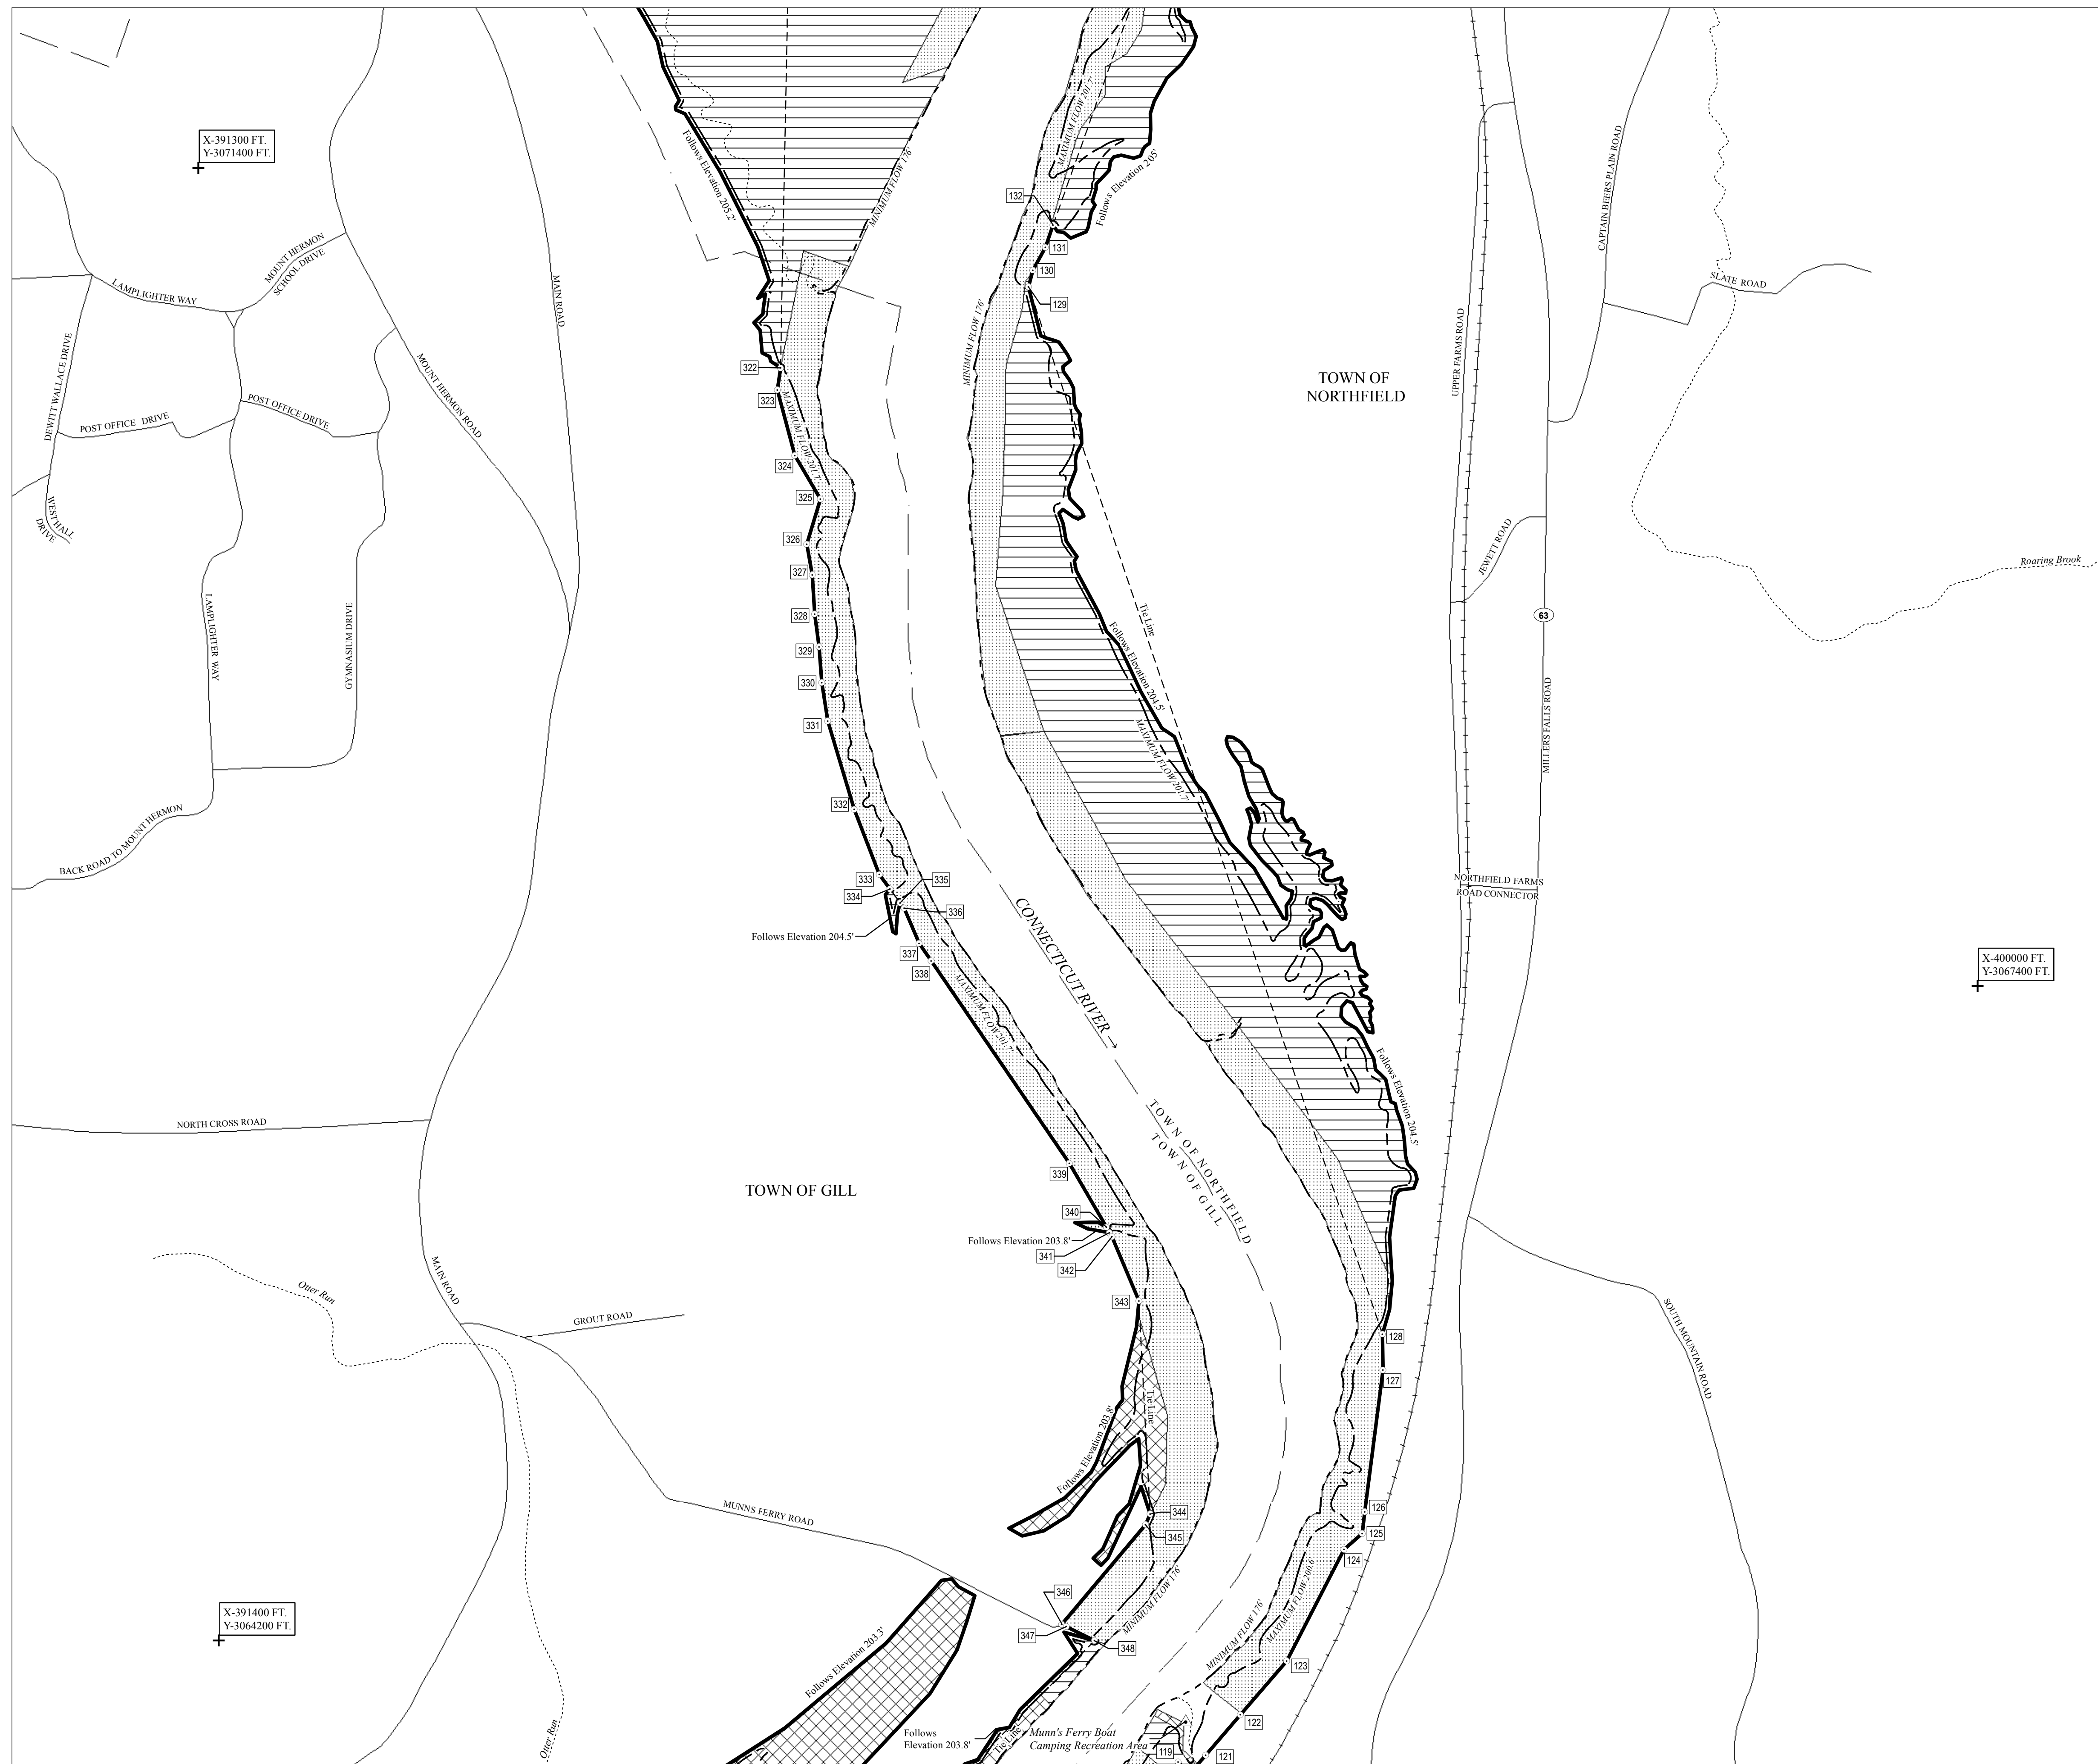 X-391300 FT.
Y-3071400 FT.
MOUNT HERMON
SCHOOL DRIVE
LAMPLIGHTER WAY
DEWITT WALLACE DRIVE
POST OFFICE DRIVE
POST OFFICE DRIVE
WEST HALL
DRIVE
LAMPLIGHTER WAY
GYMNASIUM DRIVE
BACK ROAD TO MOUNT HERMON
MOUNT HERMON ROAD
MAIN ROAD
Follows Elevation 205.2'
MINIMUM FLOW 176'
MAXIMUM FLOW 201.7'
Follows Elevation 205'
132
131
130
129
MINIMUM FLOW 176'
322
323
MAXIMUM FLOW 201.7'
324
325
326
327
328
329
330
331
332
333
334
335
336
Follows Elevation 204.5'
337
338
MAXIMUM FLOW 201.7'
TOWN OF
NORTHFIELD
UPPER FARMS ROAD
CAPTAIN BEERS PLAIN ROAD
SLATE ROAD
JEWETT ROAD
Roaring Brook
63
MILLERS FALLS ROAD
NORTHFIELD FARMS
ROAD CONNECTOR
Tie Line
Follows Elevation 204.5'
MAXIMUM FLOW 201.7'
X-400000 FT.
Y-3067400 FT.
CONNECTICUT RIVER →
Follows Elevation 204.5'
TOWN OF NORTHFIELD
TOWN OF GILL
NORTH CROSS ROAD
TOWN OF GILL
339
340
Follows Elevation 203.8'
341
342
343
MAIN ROAD
Otter Run
GROUT ROAD
SOUTH MOUNTAIN ROAD
128
127
Tie Line
Follows Elevation 203.8'
MUNNS FERRY ROAD
344
345
126
125
124
346
347
348
MINIMUM FLOW 176'
MINIMUM FLOW 176'
MAXIMUM FLOW 200.6'
X-391400 FT.
Y-3064200 FT.
Follows Elevation 203.3'
123
122
Otter Run
Follows
Elevation 203.8'
Tie Line
Munn's Ferry Boat
Camping Recreation Area
119
121